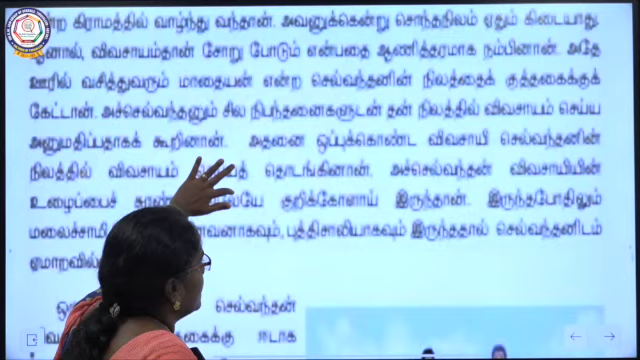 கிராமத்தில் வாழ்ந்து வந்தான். அவனுக்கென்று சொந்தநிலம் ஏதும் கிடையாது.
விவசாயம்தான் சோறு போடும் என்பதை ஆணித்தரமாக நம்பினான். அதே
ஊரில் வசித்துவரும் மாதையன் என்ற செல்வந்தனின் நிலத்தைக் குத்தகைக்குக்
கேட்டான். அச்செல்வந்தனும் சில நிபந்தனைகளுடன் தன் நிலத்தில் விவசாயம் செய்ய
அனுமதிப்பதாகக் கூறினான். அதனை ஒப்புக்கொண்ட விவசாயி செல்வந்தனின்
நிலத்தில் விவசாயம் தொடங்கினான். அச்செல்வந்தன் விவசாயியின்
உழைப்பைச் குறிக்கோளாய் இருந்தான். இருந்தபோதிலும்
மலைச்சாமி புத்திசாலியாகவும் இருந்ததால் செல்வந்தனிடம்
செல்வந்தன்
ஈடாக